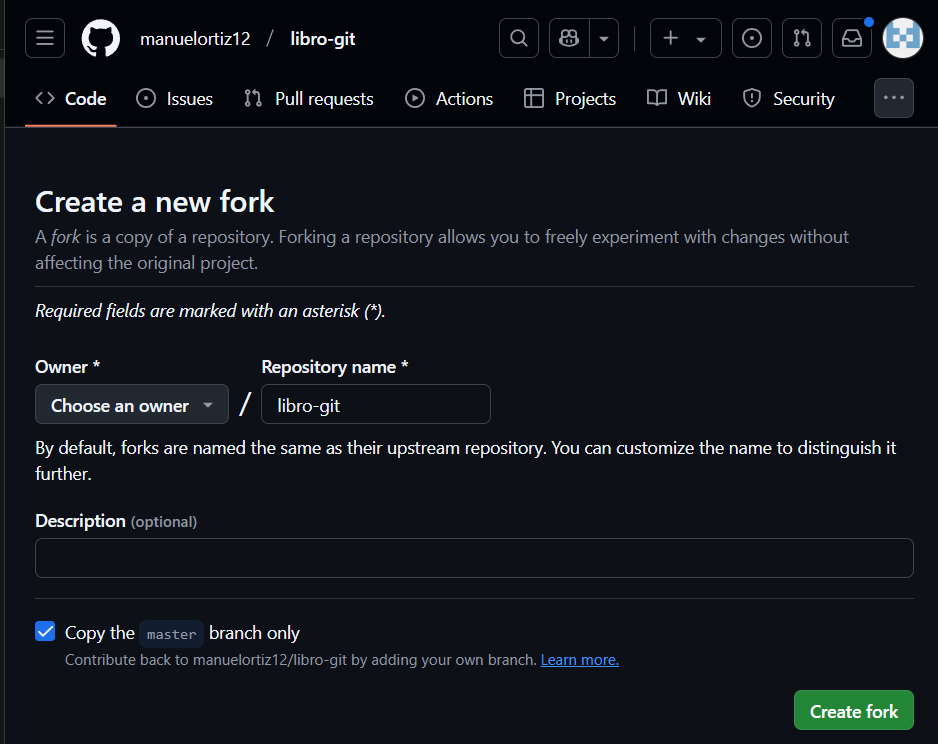 manuelortiz12 / libro-git
Code Issues Pull requests Actions Projects Wiki Security
Create a new fork
A fork is a copy of a repository. Forking a repository allows you to freely experiment with changes without
affecting the original project.
Required fields are marked with an asterisk (*).
Owner * Repository name *
Choose an owner / libro-git
By default, forks are named the same as their upstream repository. You can customize the name to distinguish it
further.
Description (optional)
Copy the master branch only
Contribute back to manuelortiz12/libro-git by adding your own branch. Learn more.
Create fork